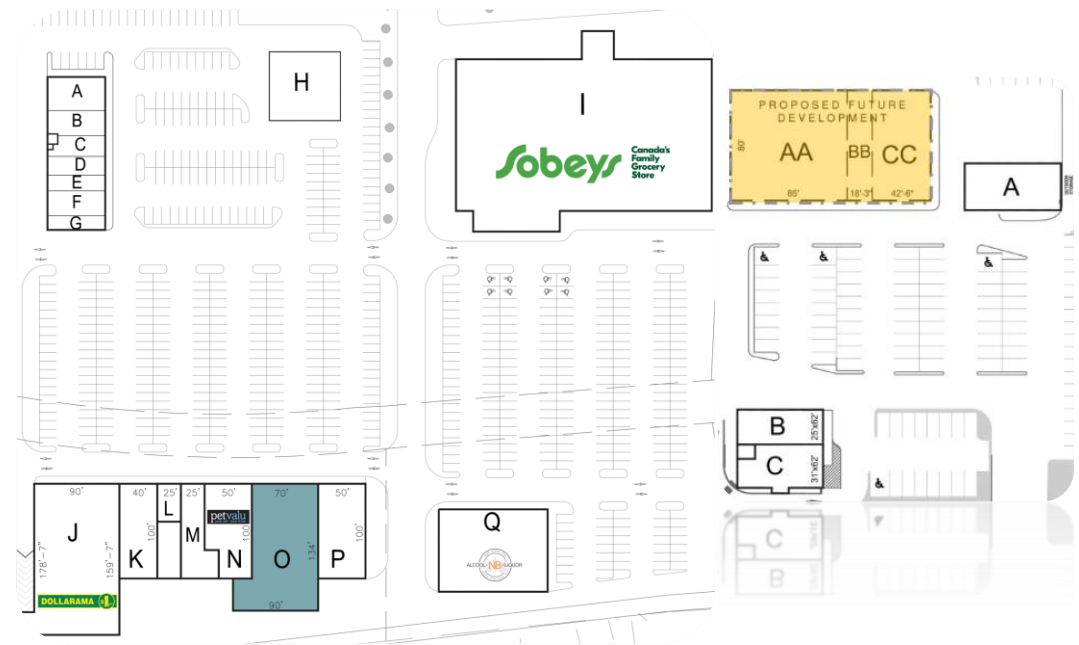 A
B
C
D
E
F
G
H
I
Sobeys
Canada's
Family
Grocery
Store
PROPOSED FUTURE
DEVELOPMENT
80'
AA
BB
CC
85'
18'-3"
42'-6"
A
OUTDOOR
STORAGE
B
25'x62'
C
31'x62'
90'
40'
25'
25'
50'
70'
50'
J
178'-7"
159'-7"
DOLLARAMA
K
100'
L
M
petvalu
N
100'
O
134'
90'
P
100'
Q
ALCOOL NB LIQUOR